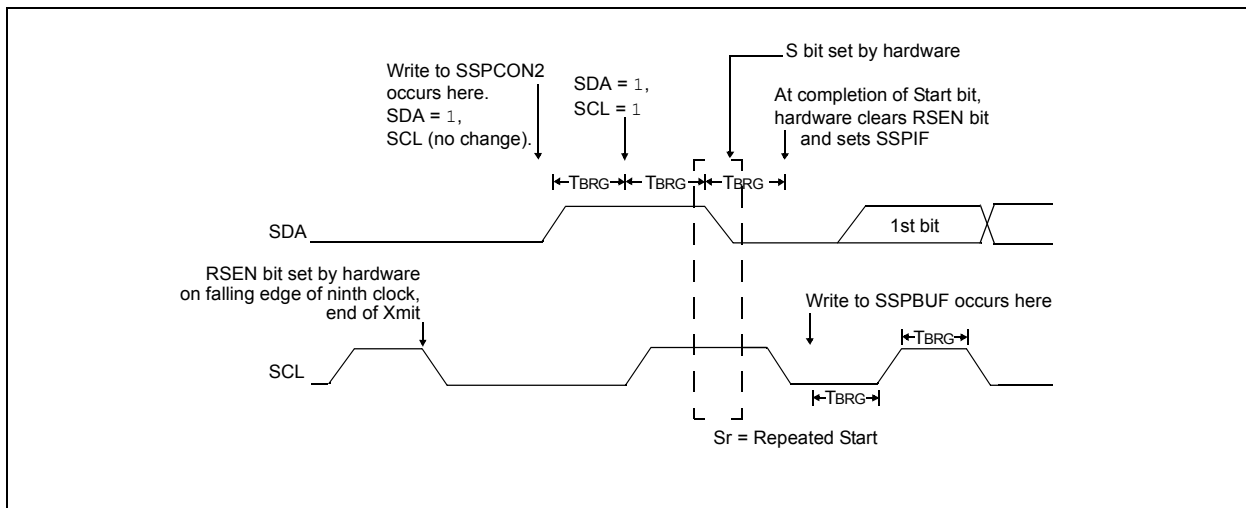 S bit set by hardware
Write to SSPCON2
occurs here.
SDA = 1,
SCL (no change).
SDA = 1,
SCL = 1
At completion of Start bit,
hardware clears RSEN bit
and sets SSPIF
TBRG
TBRG
TBRG
SDA
1st bit
RSEN bit set by hardware
on falling edge of ninth clock,
end of Xmit
Write to SSPBUF occurs here
TBRG
SCL
TBRG
Sr = Repeated Start